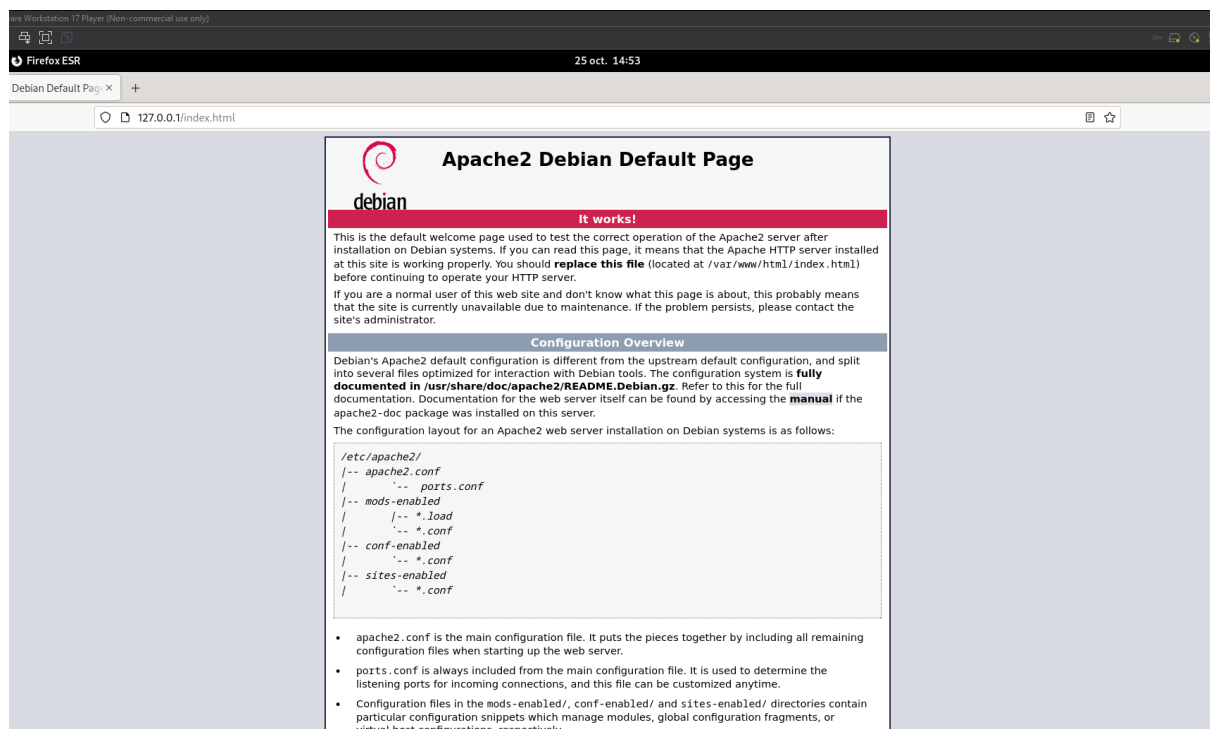 are Workstation 17 Player (Non-commercial use only)
Firefox ESR
25 oct. 14:53
Debian Default Pag
127.0.0.1/index.html
debian
Apache2 Debian Default Page
It works!
This is the default welcome page used to test the correct operation of the Apache2 server after
installation on Debian systems. If you can read this page, it means that the Apache HTTP server installed
at this site is working properly. You should replace this file (located at /var/www/html/index.html)
before continuing to operate your HTTP server.
If you are a normal user of this web site and don't know what this page is about, this probably means
that the site is currently unavailable due to maintenance. If the problem persists, please contact the
site's administrator.
Configuration Overview
Debian's Apache2 default configuration is different from the upstream default configuration, and split
into several files optimized for interaction with Debian tools. The configuration system is fully
documented in /usr/share/doc/apache2/README.Debian.gz. Refer to this for the full
documentation. Documentation for the web server itself can be found by accessing the manual if the
apache2-doc package was installed on this server.
The configuration layout for an Apache2 web server installation on Debian systems is as follows:
/etc/apache2/
|-- apache2.conf
|       `--  ports.conf
|-- mods-enabled
|       |-- *.load
|       `-- *.conf
|-- conf-enabled
|       `-- *.conf
|-- sites-enabled
|       `-- *.conf
• apache2.conf is the main configuration file. It puts the pieces together by including all remaining
configuration files when starting up the web server.
• ports.conf is always included from the main configuration file. It is used to determine the
listening ports for incoming connections, and this file can be customized anytime.
• Configuration files in the mods-enabled/, conf-enabled/ and sites-enabled/ directories contain
particular configuration snippets which manage modules, global configuration fragments, or
virtual host configurations, respectively.